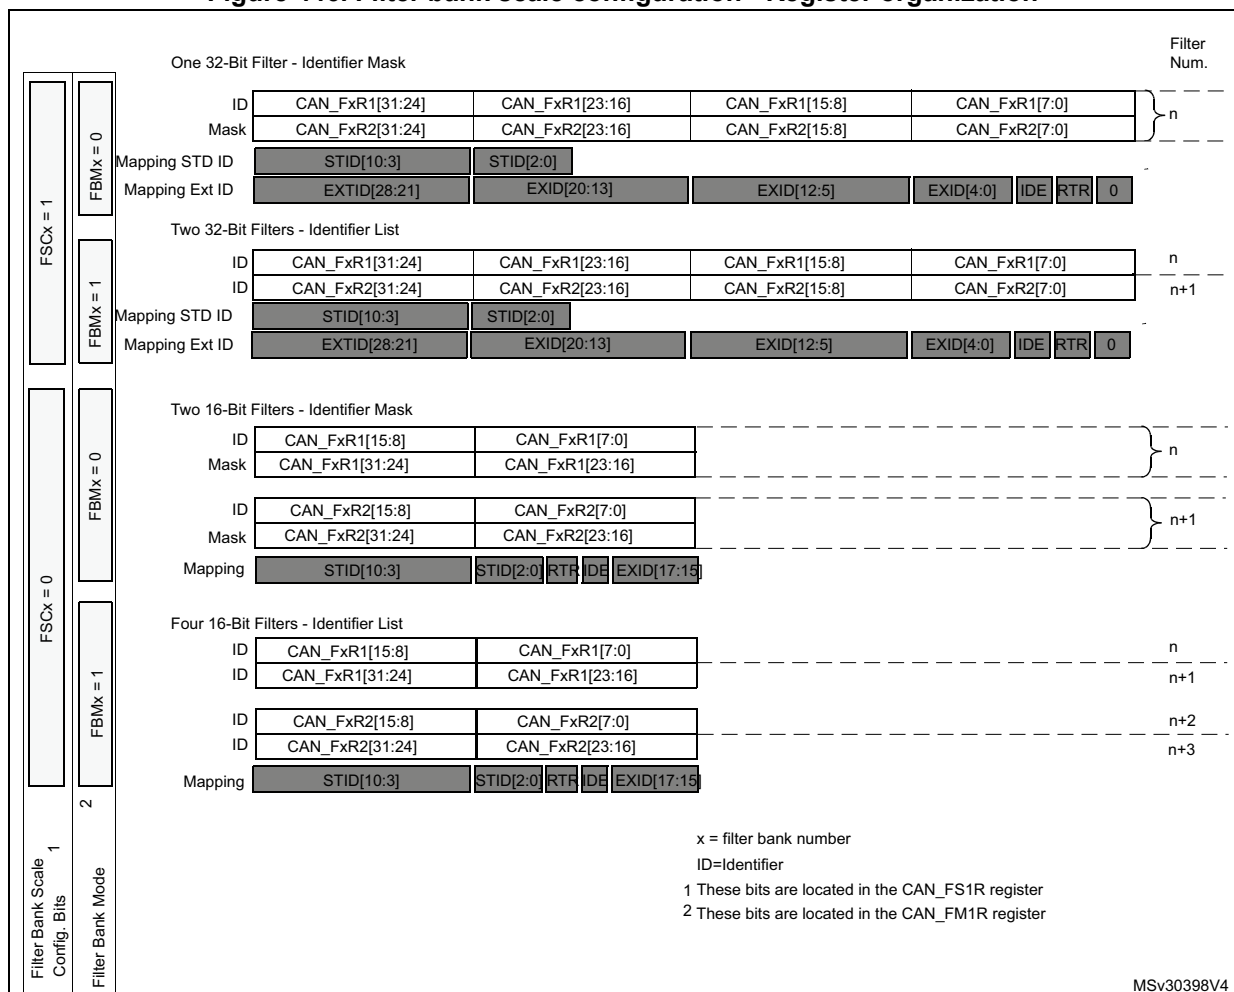 Filter
Num.
One 32-Bit Filter - Identifier Mask
ID CAN_FxR1[31:24] CAN_FxR1[23:16] CAN_FxR1[15:8] CAN_FxR1[7:0] n
Mask CAN_FxR2[31:24] CAN_FxR2[23:16] CAN_FxR2[15:8] CAN_FxR2[7:0]
Mapping STD ID STID[10:3] STID[2:0]
Mapping Ext ID EXTID[28:21] EXID[20:13] EXID[12:5] EXID[4:0] IDE RTR 0
FSCx = 1
FBMx = 0
Two 32-Bit Filters - Identifier List
ID CAN_FxR1[31:24] CAN_FxR1[23:16] CAN_FxR1[15:8] CAN_FxR1[7:0] n
ID CAN_FxR2[31:24] CAN_FxR2[23:16] CAN_FxR2[15:8] CAN_FxR2[7:0] n+1
Mapping STD ID STID[10:3] STID[2:0]
Mapping Ext ID EXTID[28:21] EXID[20:13] EXID[12:5] EXID[4:0] IDE RTR 0
FBMx = 1
Two 16-Bit Filters - Identifier Mask
ID CAN_FxR1[15:8] CAN_FxR1[7:0] n
Mask CAN_FxR1[31:24] CAN_FxR1[23:16]
ID CAN_FxR2[15:8] CAN_FxR2[7:0] n+1
Mask CAN_FxR2[31:24] CAN_FxR2[23:16]
Mapping STID[10:3] STID[2:0] RTR IDE EXID[17:15]
FSCx = 0
FBMx = 0
Four 16-Bit Filters - Identifier List
ID CAN_FxR1[15:8] CAN_FxR1[7:0] n
ID CAN_FxR1[31:24] CAN_FxR1[23:16] n+1
ID CAN_FxR2[15:8] CAN_FxR2[7:0] n+2
ID CAN_FxR2[31:24] CAN_FxR2[23:16] n+3
Mapping STID[10:3] STID[2:0] RTR IDE EXID[17:15]
FBMx = 1
Filter Bank Scale
Config. Bits 1
Filter Bank Mode 2
x = filter bank number
ID=Identifier
1 These bits are located in the CAN_FS1R register
2 These bits are located in the CAN_FM1R register
MSv30398V4